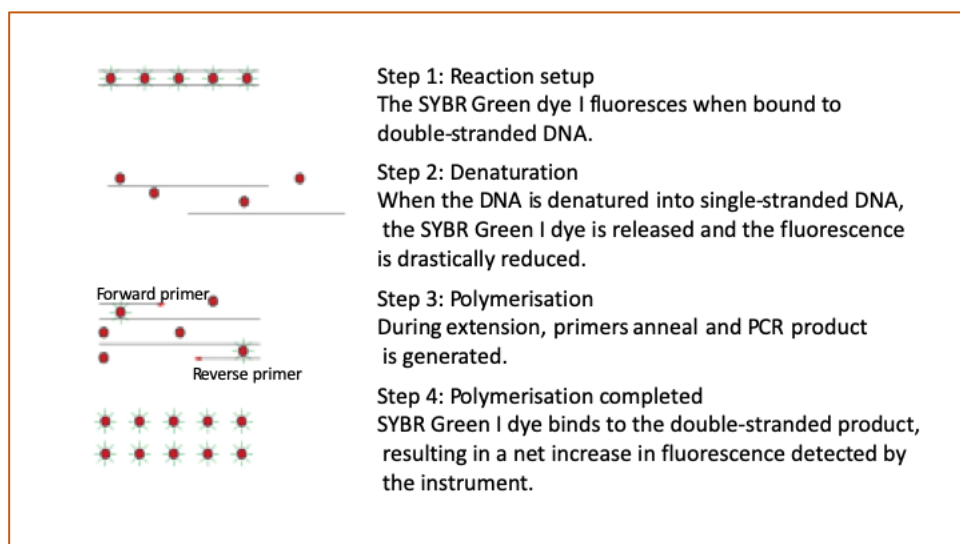 Step 1: Reaction setup
The SYBR Green dye I fluoresces when bound to
double-stranded DNA.
Step 2: Denaturation
When the DNA is denatured into single-stranded DNA,
the SYBR Green I dye is released and the fluorescence
is drastically reduced.
Forward primer
Step 3: Polymerisation
During extension, primers anneal and PCR product
is generated.
Reverse primer
Step 4: Polymerisation completed
SYBR Green I dye binds to the double-stranded product,
resulting in a net increase in fluorescence detected by
the instrument.